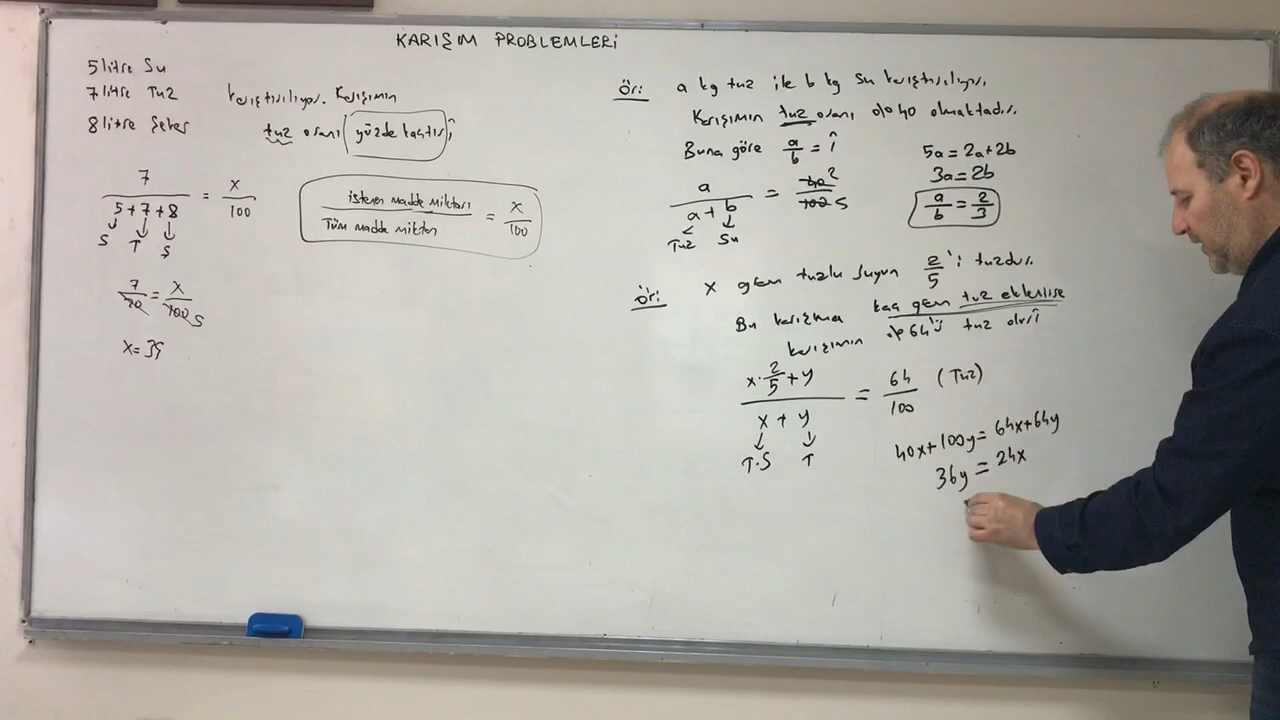 KARIŞIM PROBLEMLERİ
5 litre Su
7 litre Tuz
8 litre Şeker
Karıştırılıyor. Karışımın
tuz oranı yüzde kaçtır?
7
5 + 7 + 8
= x/100
S T Ş
7/20 = x/100 5
x = 35
istenen madde miktarı
Tüm madde miktarı
= x/100
Ör: a kg tuz ile b kg su karıştırılıyor.
Karışımın tuz oranı %40 olmaktadır.
Buna göre a/b = ?
a
a + b
= 40 2
100 5
Tuz Su
5a = 2a + 2b
3a = 2b
a/b = 2/3
Ör: x gram tuzlu suyun 2/5'i tuzdur.
Bu karışıma kaç gram tuz eklenirse
karışımın %64'ü tuz olur?
x · 2/5 + y
x + y
= 64/100 (Tuz)
T.S T
40x + 100y = 64x + 64y
36y = 24x